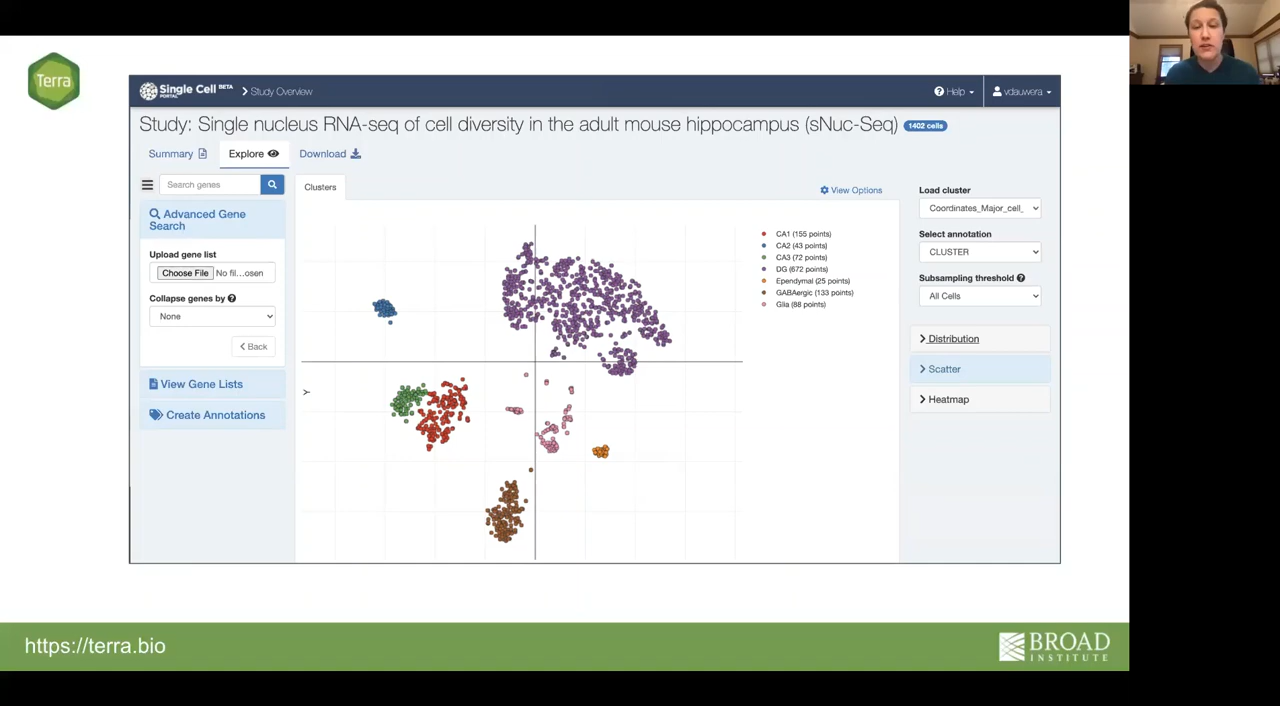 Terra
Single Cell BETA
PORTAL
Study Overview
Help
vdauwera
Study: Single nucleus RNA-seq of cell diversity in the adult mouse hippocampus (sNuc-Seq) 1402 cells
Summary
Explore
Download
Search genes
Advanced Gene
Search
Upload gene list
Choose File No fil...osen
Collapse genes by
None
Back
View Gene Lists
Create Annotations
Clusters
View Options
Y
CA1 (155 points)
CA2 (43 points)
CA3 (72 points)
DG (672 points)
Ependymal (25 points)
GABAergic (133 points)
Glia (88 points)
Load cluster
Coordinates_Major_cell_
Select annotation
CLUSTER
Subsampling threshold
All Cells
Distribution
Scatter
Heatmap
https://terra.bio
BROAD
INSTITUTE